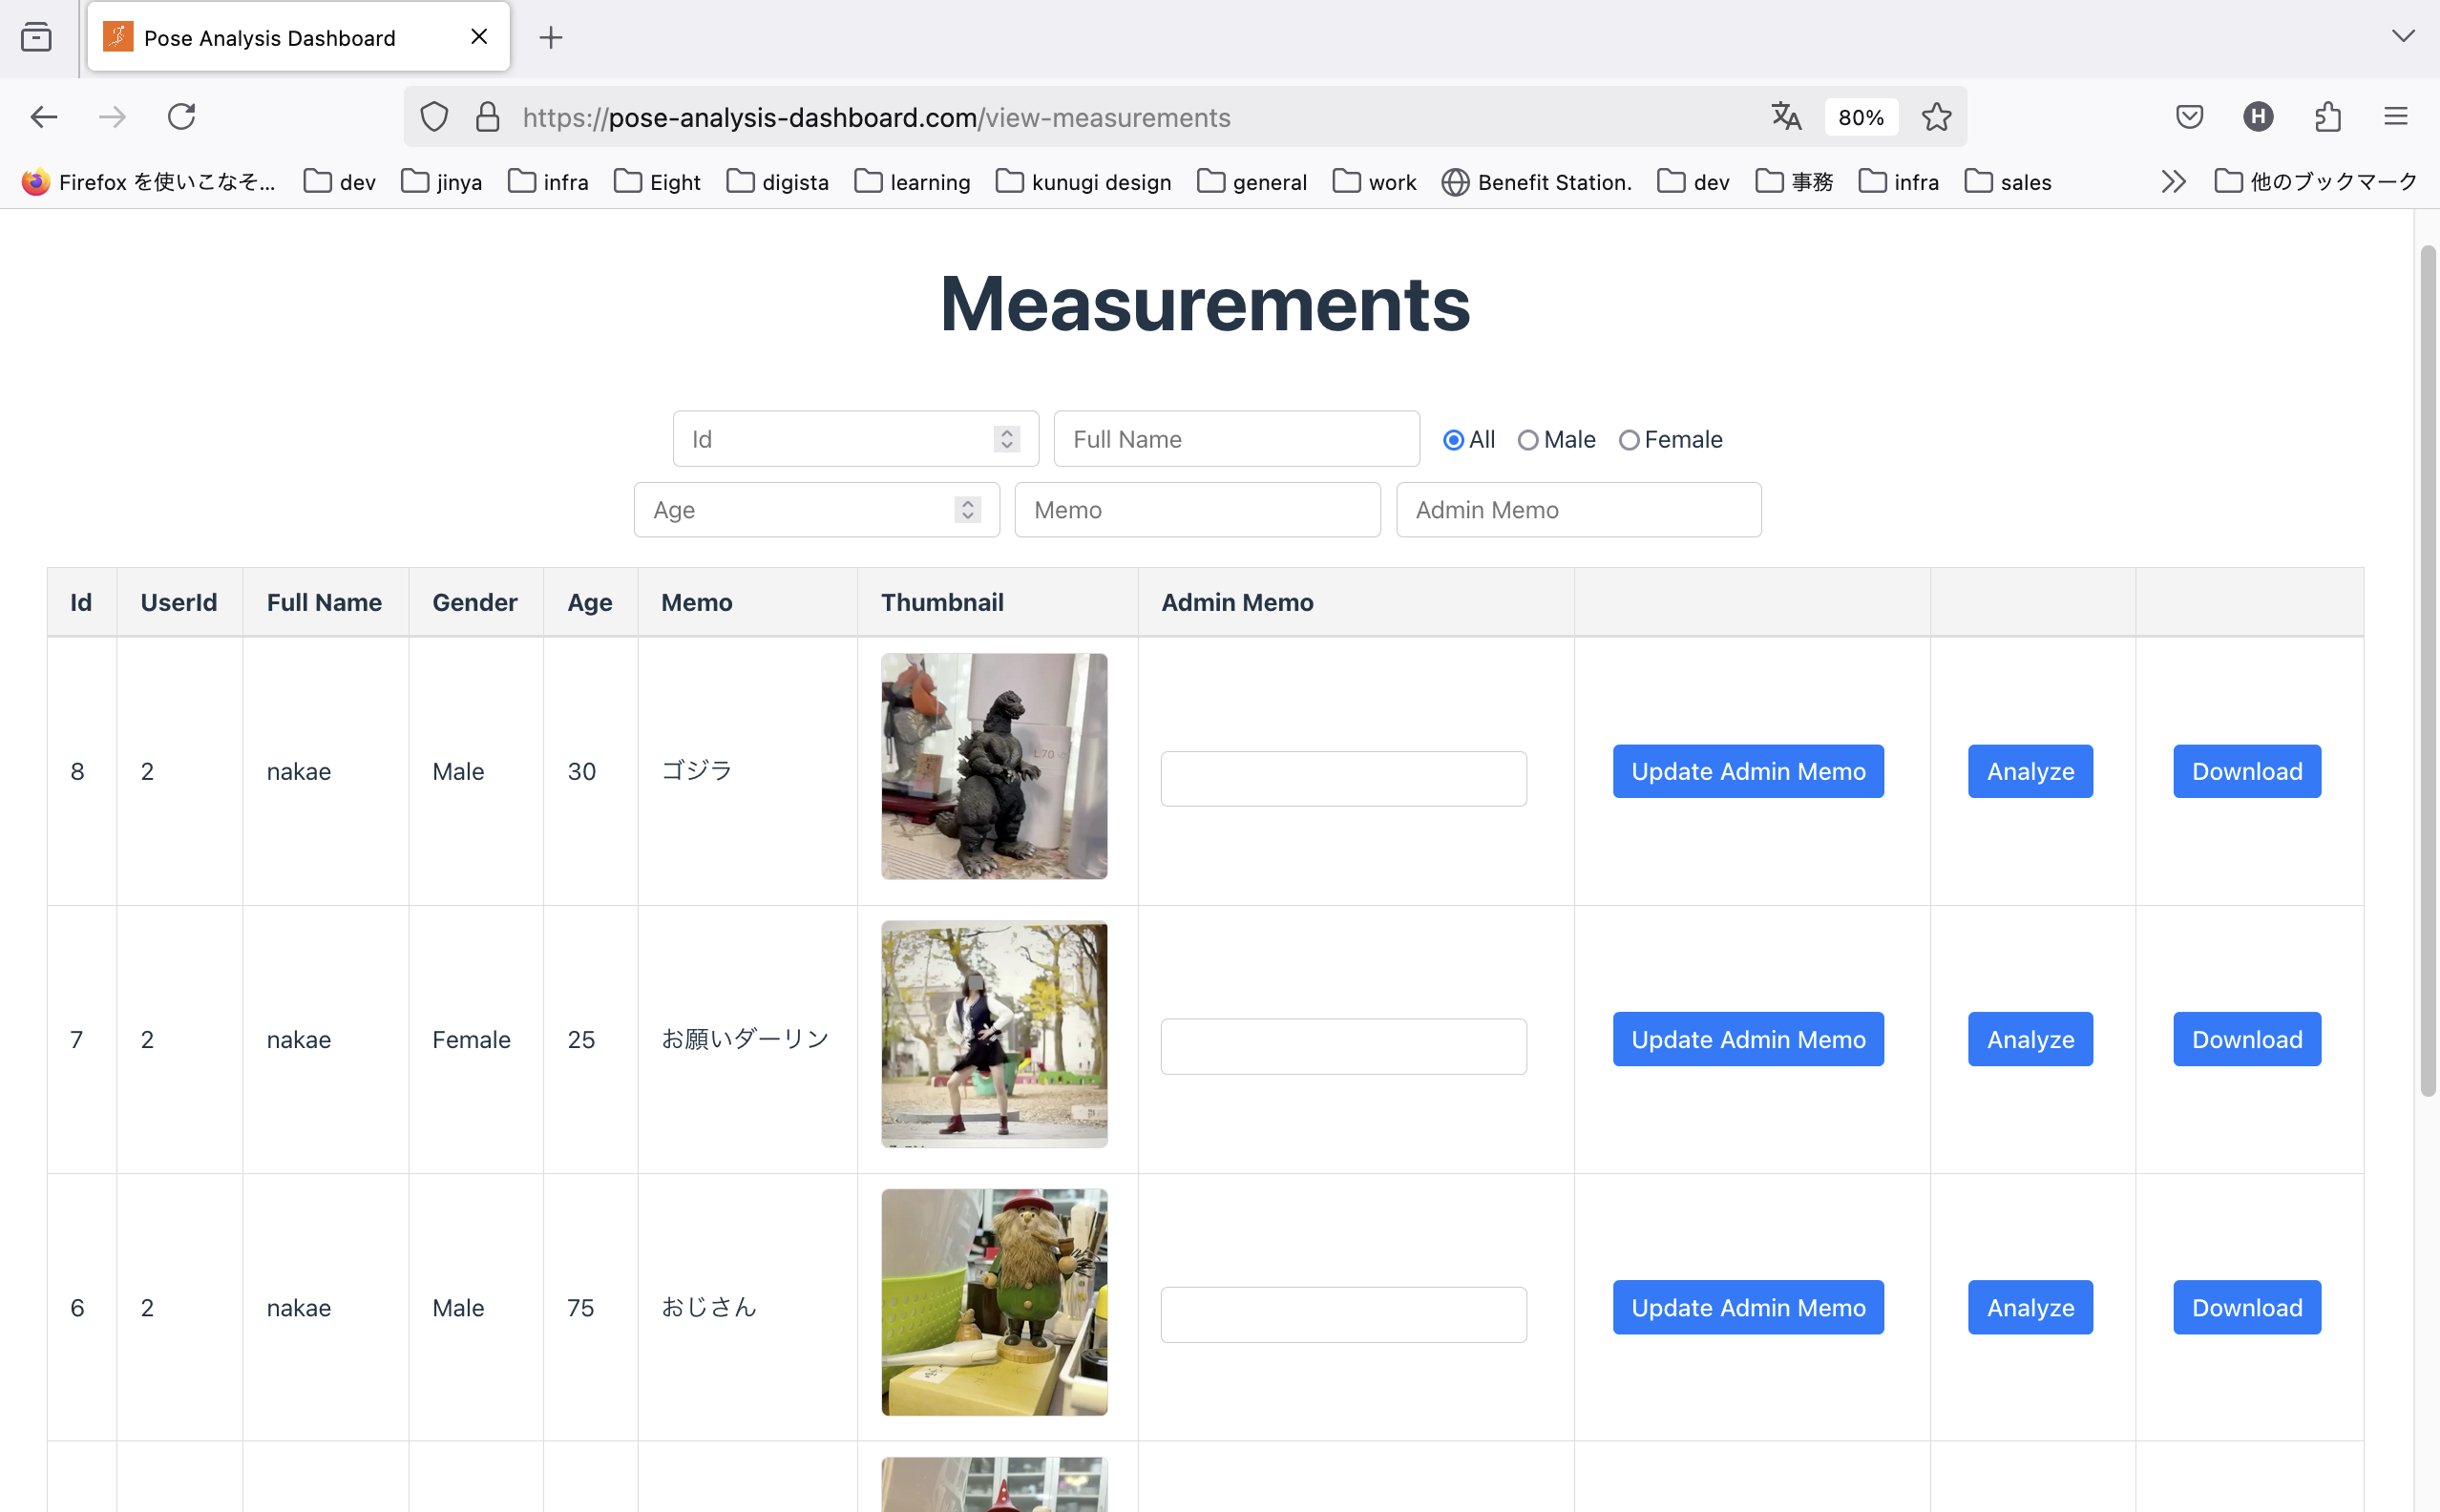 Pose Analysis Dashboard
https://pose-analysis-dashboard.com/view-measurements
80%
H
Firefox を使いこなそ...
dev
jinya
infra
Eight
digista
learning
kunugi design
general
work
Benefit Station.
dev
事務
infra
sales
他のブックマーク
Measurements
Id
Full Name
All
Male
Female
Age
Memo
Admin Memo
Id UserId Full Name Gender Age Memo Thumbnail Admin Memo
8 2 nakae Male 30 ゴジラ Update Admin Memo Analyze Download
L70
7 2 nakae Female 25 お願いダーリン Update Admin Memo Analyze Download
6 2 nakae Male 75 おじさん Update Admin Memo Analyze Download